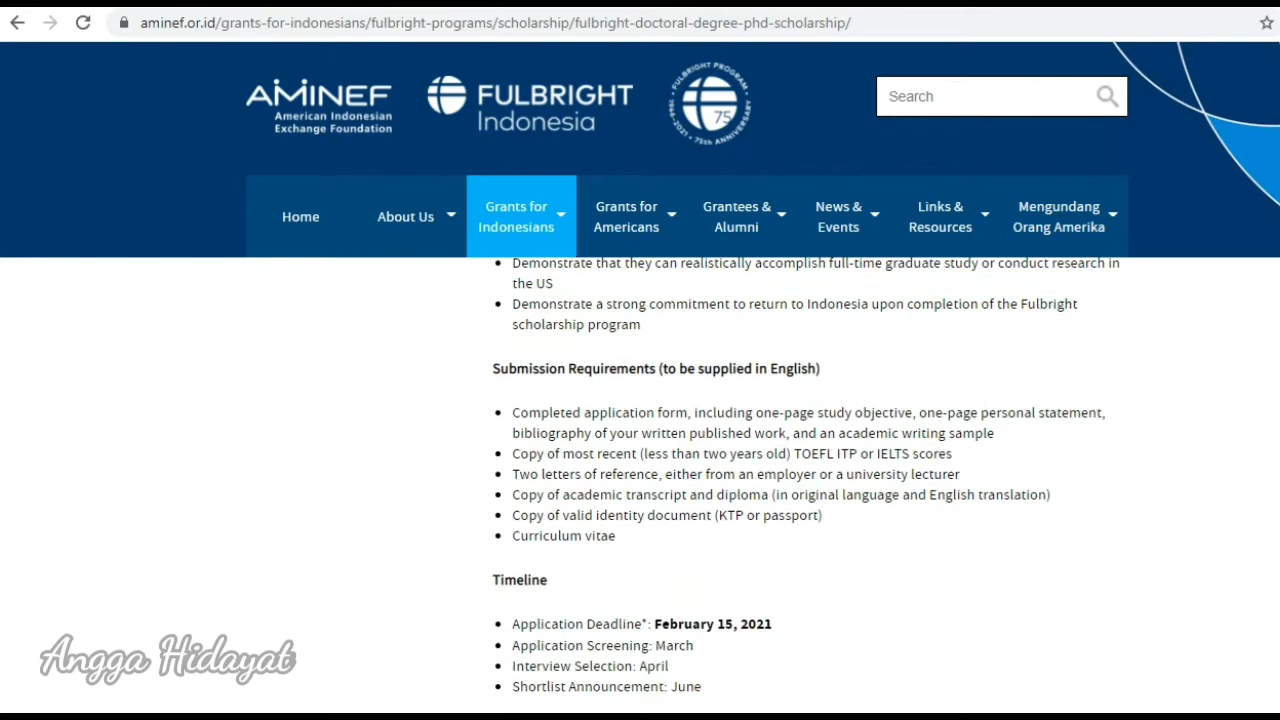 aminef.or.id/grants-for-indonesians/fulbright-programs/scholarship/fulbright-doctoral-degree-phd-scholarship/
AMINEF
American Indonesian
Exchange Foundation
FULBRIGHT
Indonesia
• FULBRIGHT PROGRAM •
75
1946-2021 • 75th ANNIVERSARY
Search
Home
About Us
Grants for
Indonesians
Grants for
Americans
Grantees &
Alumni
News &
Events
Links &
Resources
Mengundang
Orang Amerika
• Demonstrate that they can realistically accomplish full-time graduate study or conduct research in
the US
• Demonstrate a strong commitment to return to Indonesia upon completion of the Fulbright
scholarship program
Submission Requirements (to be supplied in English)
• Completed application form, including one-page study objective, one-page personal statement,
bibliography of your written published work, and an academic writing sample
• Copy of most recent (less than two years old) TOEFL ITP or IELTS scores
• Two letters of reference, either from an employer or a university lecturer
• Copy of academic transcript and diploma (in original language and English translation)
• Copy of valid identity document (KTP or passport)
• Curriculum vitae
Timeline
• Application Deadline*: February 15, 2021
• Application Screening: March
• Interview Selection: April
• Shortlist Announcement: June
Angga Hidayat